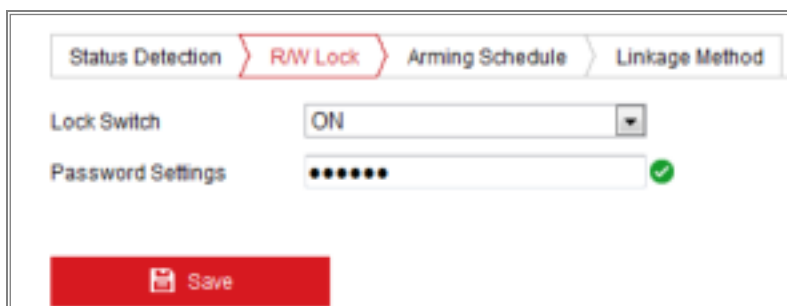 Status Detection R/W Lock Arming Schedule Linkage Method
Lock Switch ON
Password Settings ●●●●●●
Save